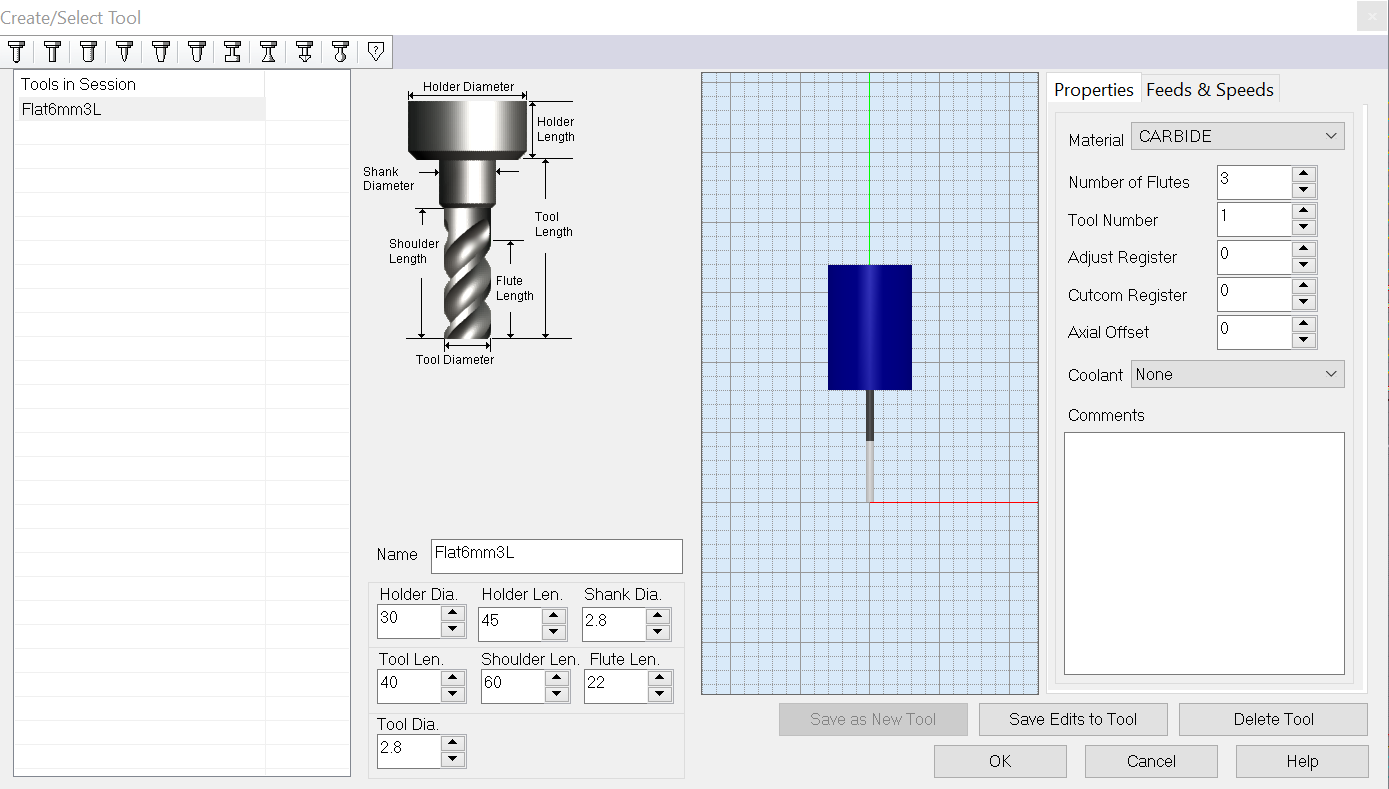 Create/Select Tool
Tools in Session
Flat6mm3L
Holder Diameter
Holder
Length
Shank
Diameter
Tool
Length
Shoulder
Length
Flute
Length
Tool Diameter
Name
Flat6mm3L
Holder Dia. Holder Len. Shank Dia.
30 45 2.8
Tool Len. Shoulder Len. Flute Len.
40 60 22
Tool Dia.
2.8
Properties Feeds & Speeds
Material CARBIDE
Number of Flutes 3
Tool Number 1
Adjust Register 0
Cutcom Register 0
Axial Offset 0
Coolant None
Comments
Save as New Tool Save Edits to Tool Delete Tool
OK Cancel Help